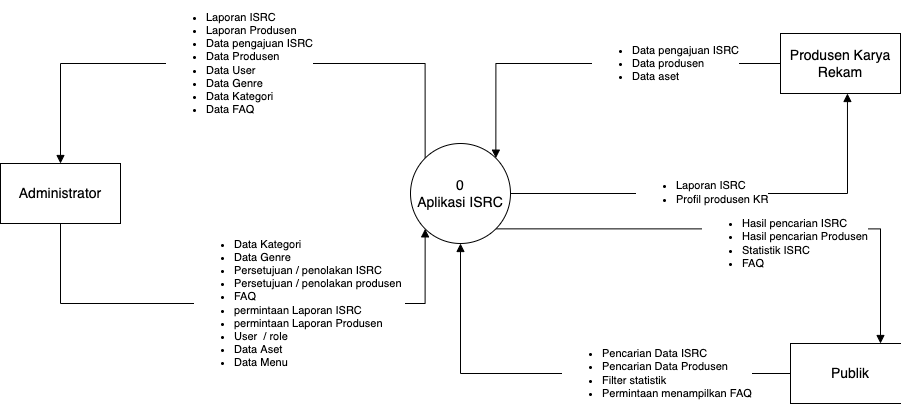 • Laporan ISRC
• Laporan Produsen
• Data pengajuan ISRC
• Data Produsen
• Data User
• Data Genre
• Data Kategori
• Data FAQ
• Data pengajuan ISRC
• Data produsen
• Data aset
Produsen Karya
Rekam
Administrator
0
Aplikasi ISRC
• Laporan ISRC
• Profil produsen KR
• Hasil pencarian ISRC
• Hasil pencarian Produsen
• Statistik ISRC
• FAQ
• Data Kategori
• Data Genre
• Persetujuan / penolakan ISRC
• Persetujuan / penolakan produsen
• FAQ
• permintaan Laporan ISRC
• permintaan Laporan Produsen
• User / role
• Data Aset
• Data Menu
• Pencarian Data ISRC
• Pencarian Data Produsen
• Filter statistik
• Permintaan menampilkan FAQ
Publik